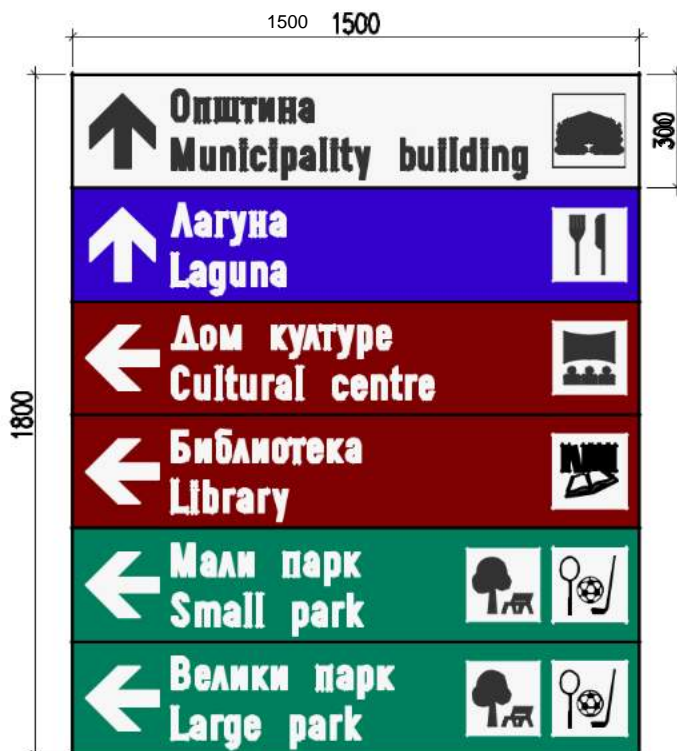 1500 1500
300
1800
Општина
Municipality building
Лагуна
Laguna
Дом културе
Cultural centre
Библиотека
Library
Мали парк
Small park
Велики парк
Large park